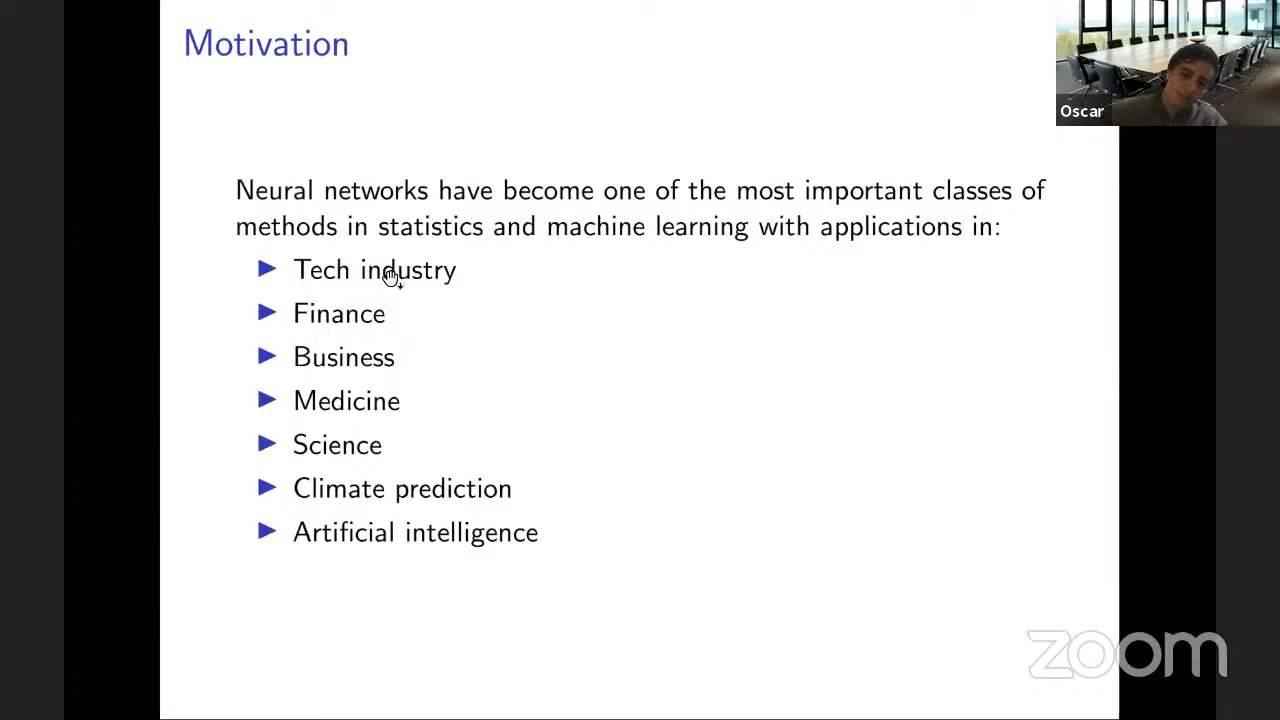 Motivation
Oscar
Neural networks have become one of the most important classes of
methods in statistics and machine learning with applications in:
Tech industry
Finance
Business
Medicine
Science
Climate prediction
Artificial intelligence
zoom